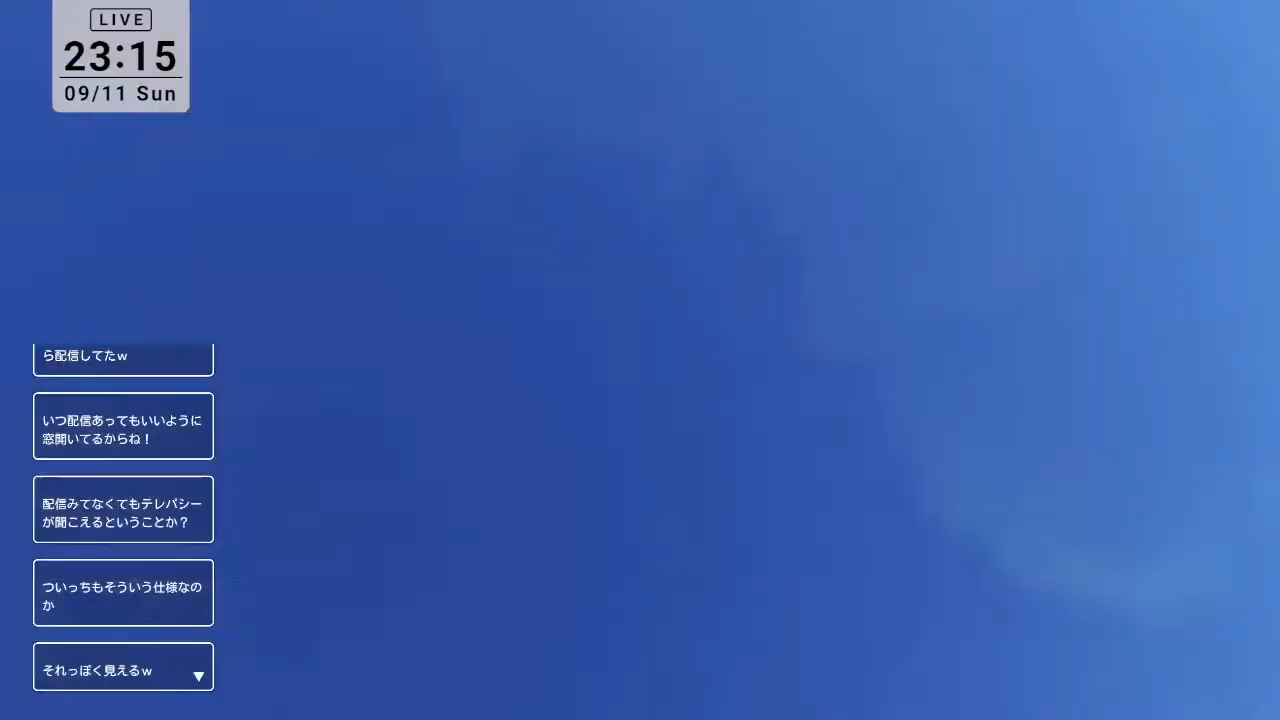 LIVE
23:15
09/11 Sun
ら配信してたｗ
いつ配信あってもいいように
窓開いてるからね！
配信みてなくてもテレパシー
が聞こえるということか？
ついっちもそういう仕様なの
か
それっぽく見えるｗ
▼